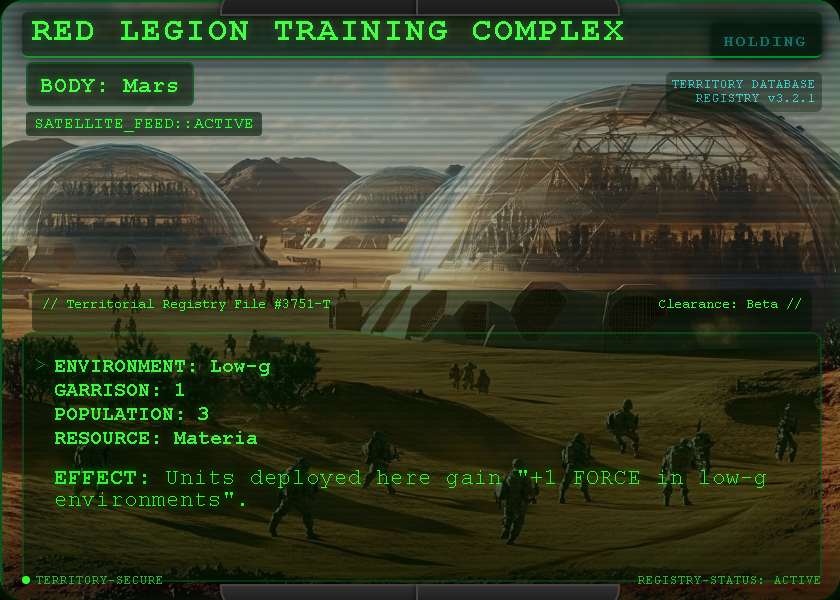 RED LEGION TRAINING COMPLEX
HOLDING
BODY: Mars
TERRITORY DATABASE
REGISTRY v3.2.1
SATELLITE_FEED::ACTIVE
// Territorial Registry File #3751-T
Clearance: Beta //
> ENVIRONMENT: Low-g
GARRISON: 1
POPULATION: 3
RESOURCE: Materia
EFFECT: Units deployed here gain "+1 FORCE in low-g
environments".
TERRITORY-SECURE
REGISTRY-STATUS: ACTIVE